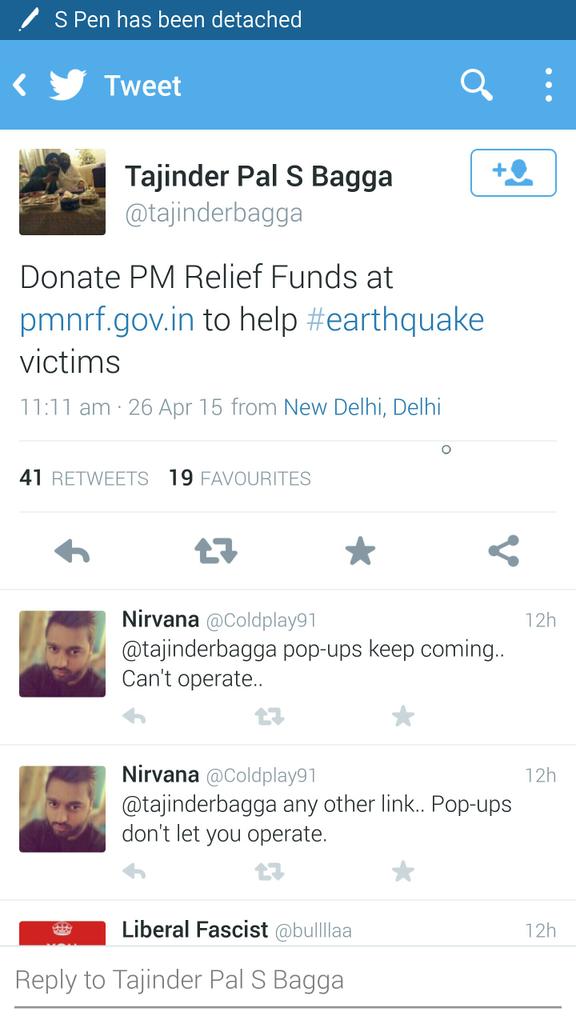 S Pen has been detached
Tweet
Tajinder Pal S Bagga
@tajinderbagga
Donate PM Relief Funds at
pmnrf.gov.in to help #earthquake
victims
11:11 am · 26 Apr 15 from New Delhi, Delhi
41 RETWEETS 19 FAVOURITES
Nirvana @Coldplay91 12h
@tajinderbagga pop-ups keep coming..
Can't operate..
Nirvana @Coldplay91 12h
@tajinderbagga any other link.. Pop-ups
don't let you operate.
Liberal Fascist @bullllaa 12h
Reply to Tajinder Pal S Bagga